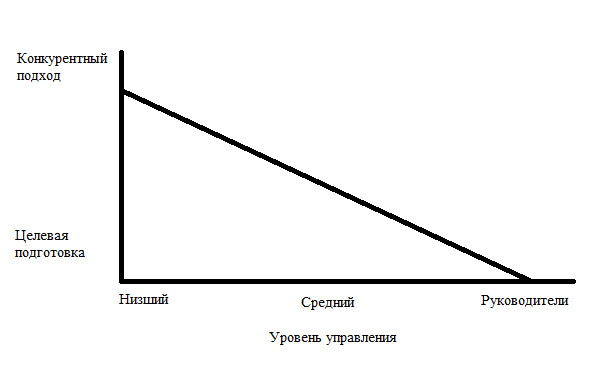 Конкурентный
подход
Целевая
подготовка
Низший
Средний
Руководители
Уровень управления